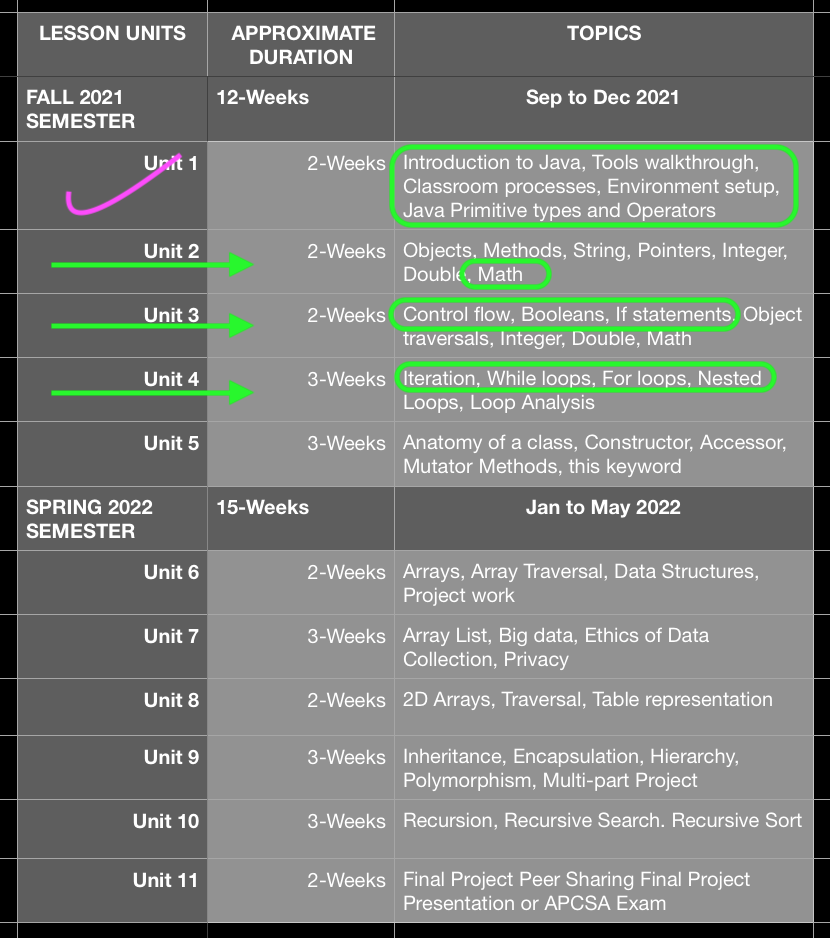 LESSON UNITS
APPROXIMATE
DURATION
TOPICS
FALL 2021
SEMESTER
12-Weeks
Sep to Dec 2021
Unit 1
2-Weeks
Introduction to Java, Tools walkthrough,
Classroom processes, Environment setup,
Java Primitive types and Operators
Unit 2
2-Weeks
Objects, Methods, String, Pointers, Integer,
Double, Math
Unit 3
2-Weeks
Control flow, Booleans, If statements. Object
traversals, Integer, Double, Math
Unit 4
3-Weeks
Iteration, While loops, For loops, Nested
Loops, Loop Analysis
Unit 5
3-Weeks
Anatomy of a class, Constructor, Accessor,
Mutator Methods, this keyword
SPRING 2022
SEMESTER
15-Weeks
Jan to May 2022
Unit 6
2-Weeks
Arrays, Array Traversal, Data Structures,
Project work
Unit 7
3-Weeks
Array List, Big data, Ethics of Data
Collection, Privacy
Unit 8
2-Weeks
2D Arrays, Traversal, Table representation
Unit 9
3-Weeks
Inheritance, Encapsulation, Hierarchy,
Polymorphism, Multi-part Project
Unit 10
3-Weeks
Recursion, Recursive Search. Recursive Sort
Unit 11
2-Weeks
Final Project Peer Sharing Final Project
Presentation or APCSA Exam